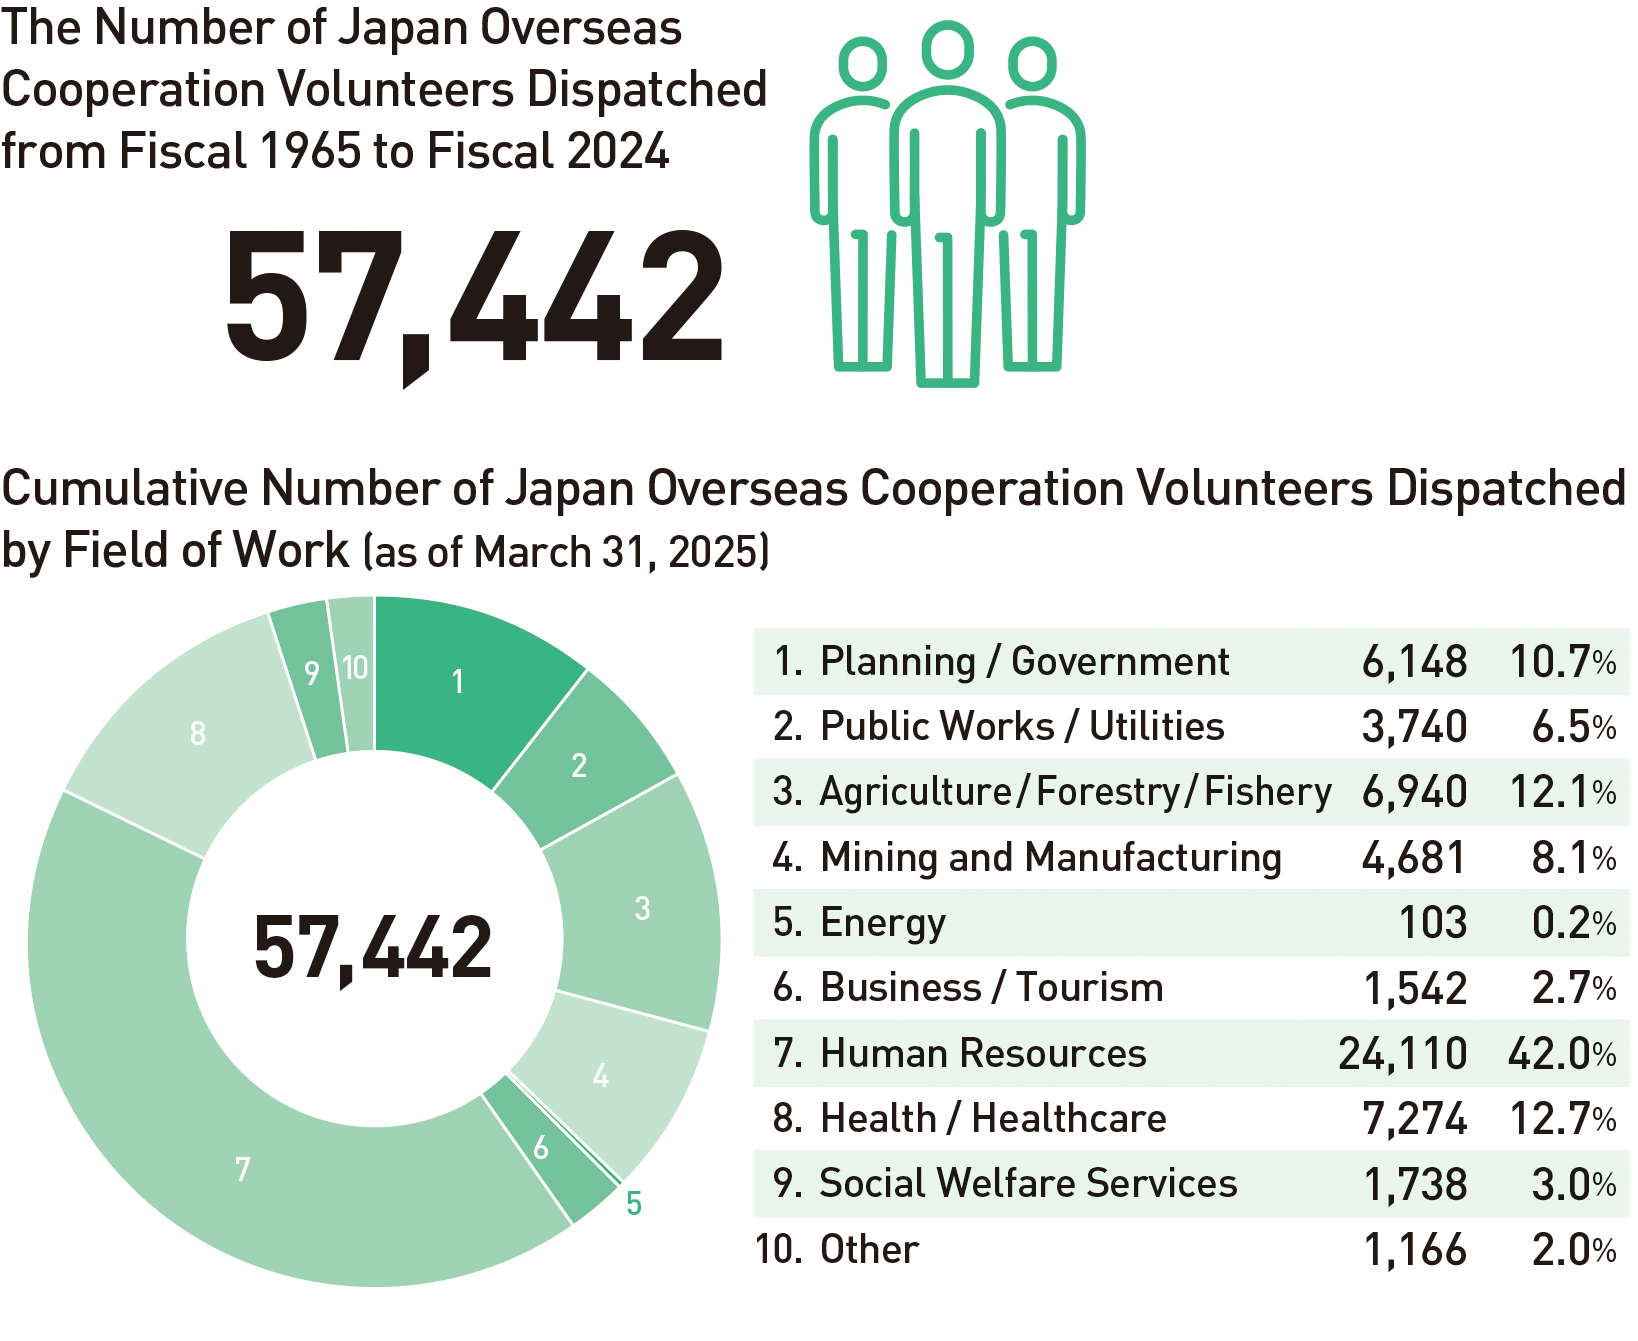 The Number of Japan Overseas
Cooperation Volunteers Dispatched
from Fiscal 1965 to Fiscal 2024
57,442
Cumulative Number of Japan Overseas Cooperation Volunteers Dispatched
by Field of Work (as of March 31, 2025)
1
2
3
4
5
6
7
8
9
10
57,442
1. Planning / Government 6,148 10.7%
2. Public Works / Utilities 3,740 6.5%
3. Agriculture/Forestry/Fishery 6,940 12.1%
4. Mining and Manufacturing 4,681 8.1%
5. Energy 103 0.2%
6. Business / Tourism 1,542 2.7%
7. Human Resources 24,110 42.0%
8. Health / Healthcare 7,274 12.7%
9. Social Welfare Services 1,738 3.0%
10. Other 1,166 2.0%